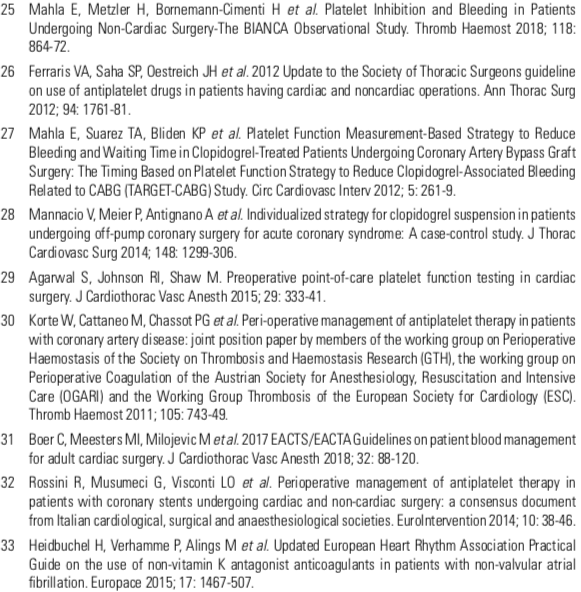 25 Mahla E, Metzler H, Bornemann-Cimenti H et al. Platelet Inhibition and Bleeding in Patients
Undergoing Non-Cardiac Surgery-The BIANCA Observational Study. Thromb Haemost 2018; 118:
864-72.
26 Ferraris VA, Saha SP, Oestreich JH et al. 2012 Update to the Society of Thoracic Surgeons guideline
on use of antiplatelet drugs in patients having cardiac and noncardiac operations. Ann Thorac Surg
2012; 94: 1761-81.
27 Mahla E, Suarez TA, Bliden KP et al. Platelet Function Measurement-Based Strategy to Reduce
Bleeding and Waiting Time in Clopidogrel-Treated Patients Undergoing Coronary Artery Bypass Graft
Surgery: The Timing Based on Platelet Function Strategy to Reduce Clopidogrel-Associated Bleeding
Related to CABG (TARGET-CABG) Study. Circ Cardiovasc Interv 2012; 5: 261-9.
28 Mannacio V, Meier P, Antignano A et al. Individualized strategy for clopidogrel suspension in patients
undergoing off-pump coronary surgery for acute coronary syndrome: A case-control study. J Thorac
Cardiovasc Surg 2014; 148: 1299-306.
29 Agarwal S, Johnson RI, Shaw M. Preoperative point-of-care platelet function testing in cardiac
surgery. J Cardiothorac Vasc Anesth 2015; 29: 333-41.
30 Korte W, Cattaneo M, Chassot PG et al. Peri-operative management of antiplatelet therapy in patients
with coronary artery disease: joint position paper by members of the working group on Perioperative
Haemostasis of the Society on Thrombosis and Haemostasis Research (GTH), the working group on
Perioperative Coagulation of the Austrian Society for Anesthesiology, Resuscitation and Intensive
Care (OGARI) and the Working Group Thrombosis of the European Society for Cardiology (ESC).
Thromb Haemost 2011; 105: 743-49.
31 Boer C, Meesters MI, Milojevic M et al. 2017 EACTS/EACTA Guidelines on patient blood management
for adult cardiac surgery. J Cardiothorac Vasc Anesth 2018; 32: 88-120.
32 Rossini R, Musumeci G, Visconti LO et al. Perioperative management of antiplatelet therapy in
patients with coronary stents undergoing cardiac and non-cardiac surgery: a consensus document
from Italian cardiological, surgical and anaesthesiological societies. EuroIntervention 2014; 10: 38-46.
33 Heidbuchel H, Verhamme P, Alings M et al. Updated European Heart Rhythm Association Practical
Guide on the use of non-vitamin K antagonist anticoagulants in patients with non-valvular atrial
fibrillation. Europace 2015; 17: 1467-507.